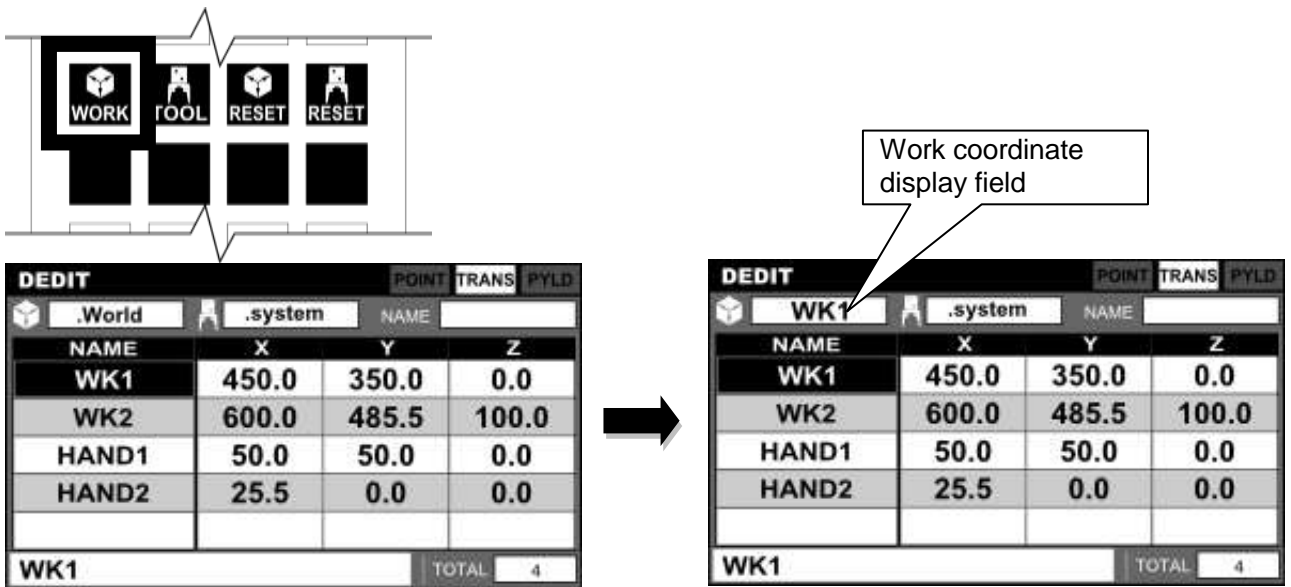 WORK TOOL RESET RESET
Work coordinate
display field
DEDIT POINT TRANS PYLD
.World .system NAME
NAME X Y Z
WK1 450.0 350.0 0.0
WK2 600.0 485.5 100.0
HAND1 50.0 50.0 0.0
HAND2 25.5 0.0 0.0
WK1 TOTAL 4
DEDIT POINT TRANS PYLD
WK1 .system NAME
NAME X Y Z
WK1 450.0 350.0 0.0
WK2 600.0 485.5 100.0
HAND1 50.0 50.0 0.0
HAND2 25.5 0.0 0.0
WK1 TOTAL 4